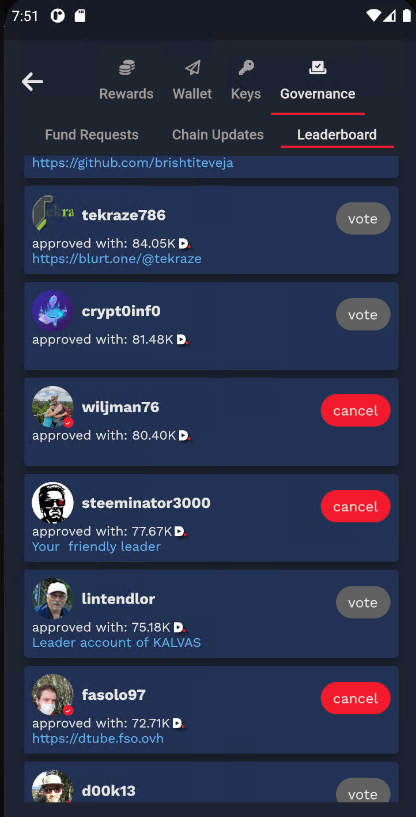 7:51
Rewards
Wallet
Keys
Governance
Fund Requests
Chain Updates
Leaderboard
https://github.com/brishtiteveja
tekraze786
vote
approved with: 84.05K
https://blurt.one/@tekraze
crypt0inf0
vote
approved with: 81.48K
wiljman76
cancel
approved with: 80.40K
steeminator3000
cancel
approved with: 77.67K
Your friendly leader
lintendlor
vote
approved with: 75.18K
Leader account of KALVAS
fasolo97
cancel
approved with: 72.71K
https://dtube.fso.ovh
d00k13
vote